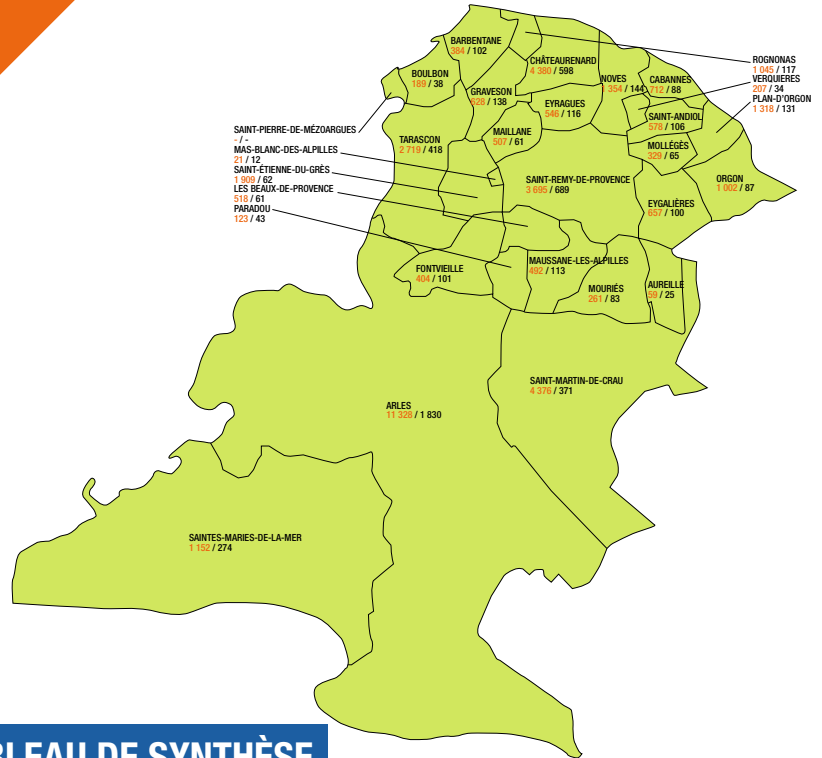 BARBENTANE
384 / 102
BOULBON
189 / 38
CHÂTEAURENARD
4 380 / 598
GRAVESON
528 / 138
NOVES
354 / 144
CABANNES
712 / 88
ROGNONAS
1 045 / 117
VERQUIERES
207 / 34
PLAN-D'ORGON
1 318 / 131
EYRAGUES
546 / 116
SAINT-ANDIOL
578 / 106
MAILLANE
507 / 61
MOLLÉGÈS
329 / 65
TARASCON
2 719 / 418
SAINT-PIERRE-DE-MÉZOARGUES
- / -
MAS-BLANC-DES-ALPILLES
21 / 12
SAINT-ÉTIENNE-DU-GRÈS
1 909 / 62
LES BEAUX-DE-PROVENCE
518 / 61
PARADOU
123 / 43
SAINT-REMY-DE-PROVENCE
3 695 / 689
ORGON
1 002 / 87
EYGALIÈRES
657 / 100
FONTVIEILLE
404 / 101
MAUSSANE-LES-ALPILLES
492 / 113
MOURIÉS
261 / 83
AUREILLE
59 / 25
SAINT-MARTIN-DE-CRAU
4 376 / 371
ARLES
11 328 / 1 830
SAINTES-MARIES-DE-LA-MER
1 152 / 274
BLEAU DE SYNTHÈSE